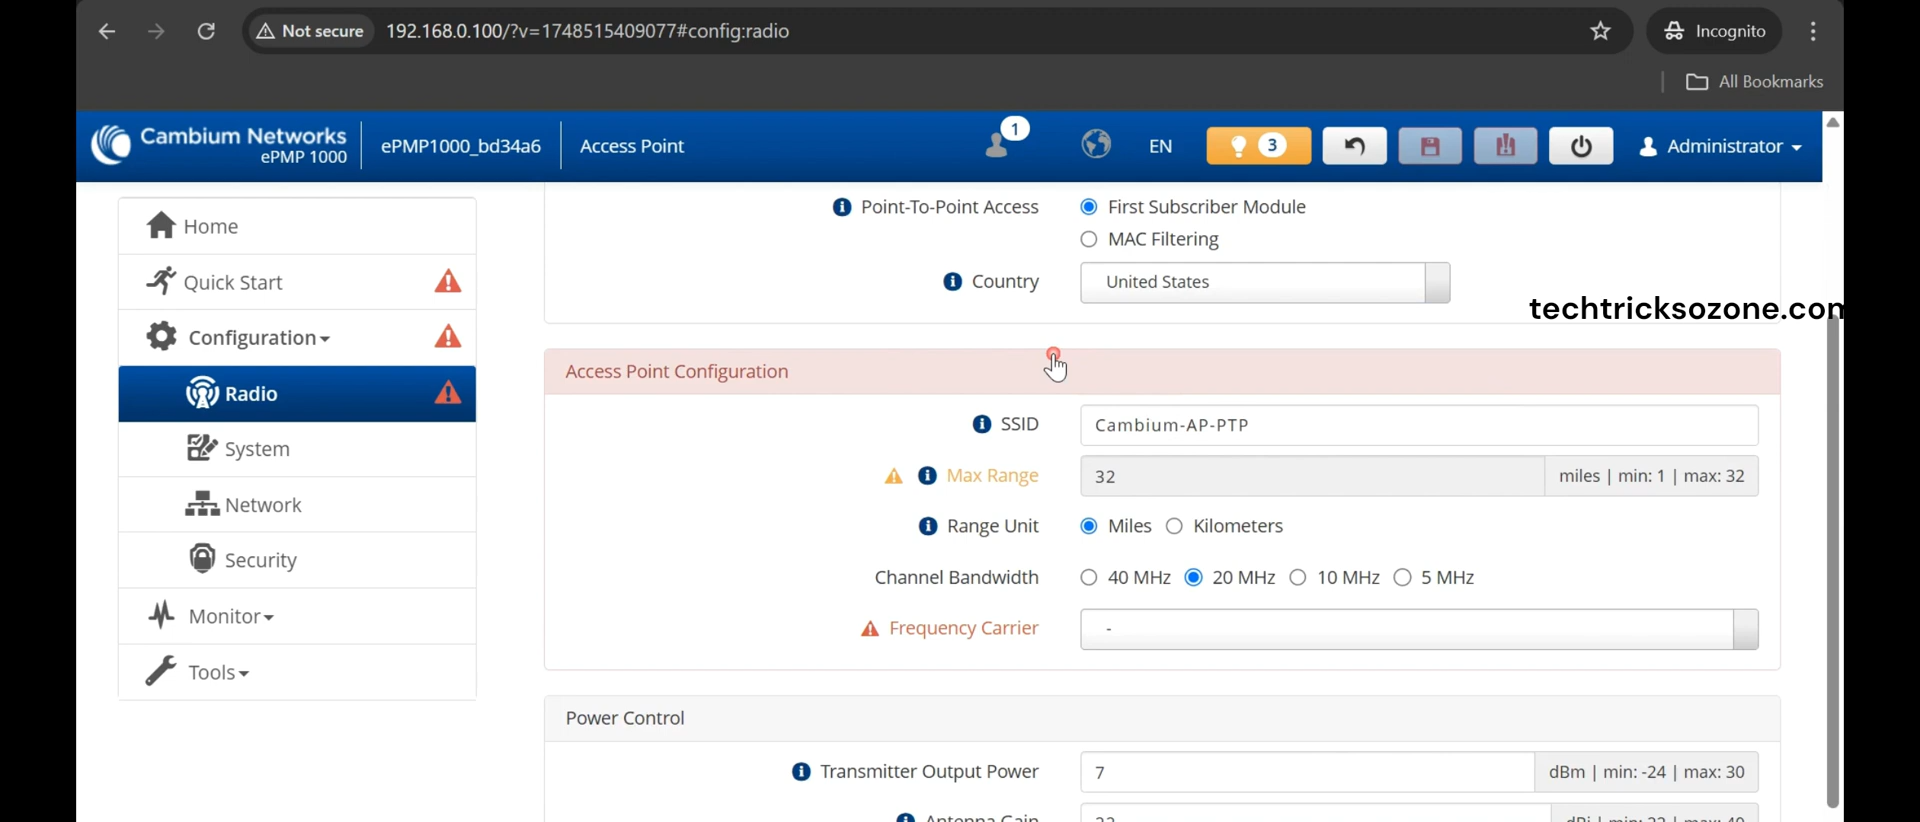 Not secure 192.168.0.100/?v=1748515409077#config:radio Incognito
All Bookmarks
Cambium Networks
ePMP 1000
ePMP1000_bd34a6
Access Point
1
EN
3
Administrator
Home
Quick Start
Configuration
Radio
System
Network
Security
Monitor
Tools
Point-To-Point Access First Subscriber Module
MAC Filtering
Country United States
techtricksozone.com
Access Point Configuration
SSID Cambium-AP-PTP
Max Range 32 miles | min: 1 | max: 32
Range Unit Miles Kilometers
Channel Bandwidth 40 MHz 20 MHz 10 MHz 5 MHz
Frequency Carrier -
Power Control
Transmitter Output Power 7 dBm | min: -24 | max: 30
Antenna Gain